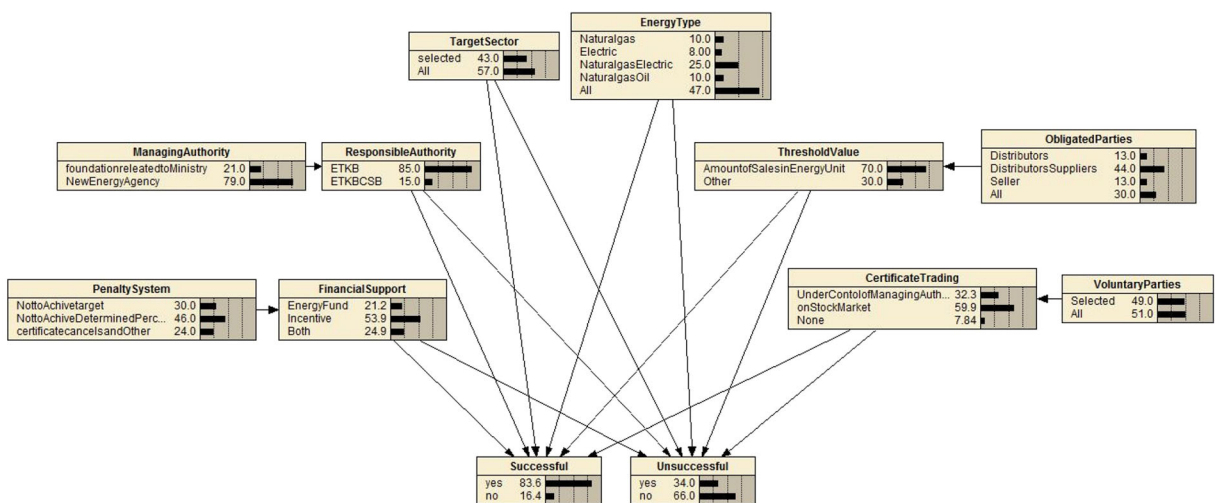 EnergyType
Naturalgas 10.0
Electric 8.00
NaturalgasElectric 25.0
NaturalgasOil 10.0
All 47.0
TargetSector
selected 43.0
All 57.0
ManagingAuthority
foundationreleatedtoMinistry 21.0
NewEnergyAgency 79.0
ResponsibleAuthority
ETKB 85.0
ETKBCSB 15.0
ThresholdValue
AmountofSalesinEnergyUnit 70.0
Other 30.0
ObligatedParties
Distributors 13.0
DistributorsSuppliers 44.0
Seller 13.0
All 30.0
PenaltySystem
NottoAchivetarget 30.0
NottoAchiveDeterminedPerc... 46.0
certificatecancelsandOther 24.0
FinancialSupport
EnergyFund 21.2
Incentive 53.9
Both 24.9
CertificateTrading
UnderContolofManagingAuth... 32.3
onStockMarket 59.9
None 7.84
VoluntaryParties
Selected 49.0
All 51.0
Successful
yes 83.6
no 16.4
Unsuccessful
yes 34.0
no 66.0